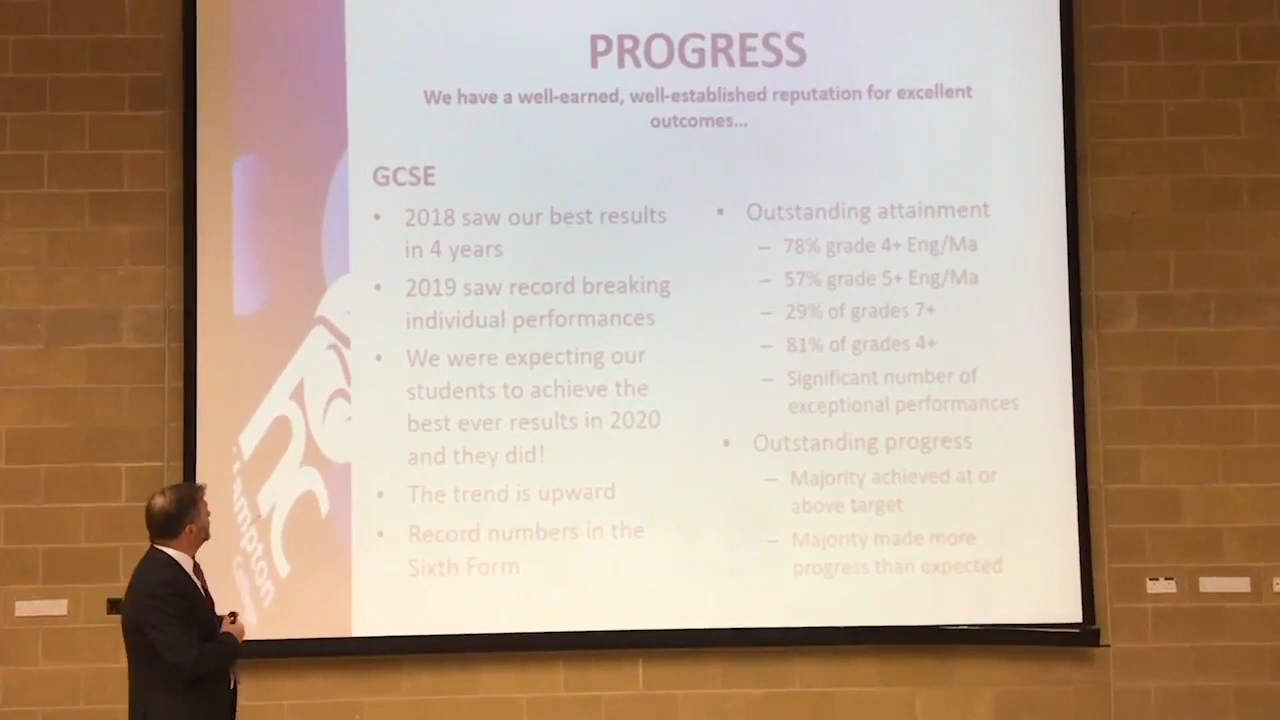 PROGRESS
We have a well-earned, well-established reputation for excellent
outcomes...
GCSE
• 2018 saw our best results
in 4 years
• 2019 saw record breaking
individual performances
• We were expecting our
students to achieve the
best ever results in 2020
and they did!
• The trend is upward
• Record numbers in the
Sixth Form
• Outstanding attainment
– 78% grade 4+ Eng/Ma
– 57% grade 5+ Eng/Ma
– 29% of grades 7+
– 81% of grades 4+
– Significant number of
exceptional performances
• Outstanding progress
– Majority achieved at or
above target
– Majority made more
progress than expected